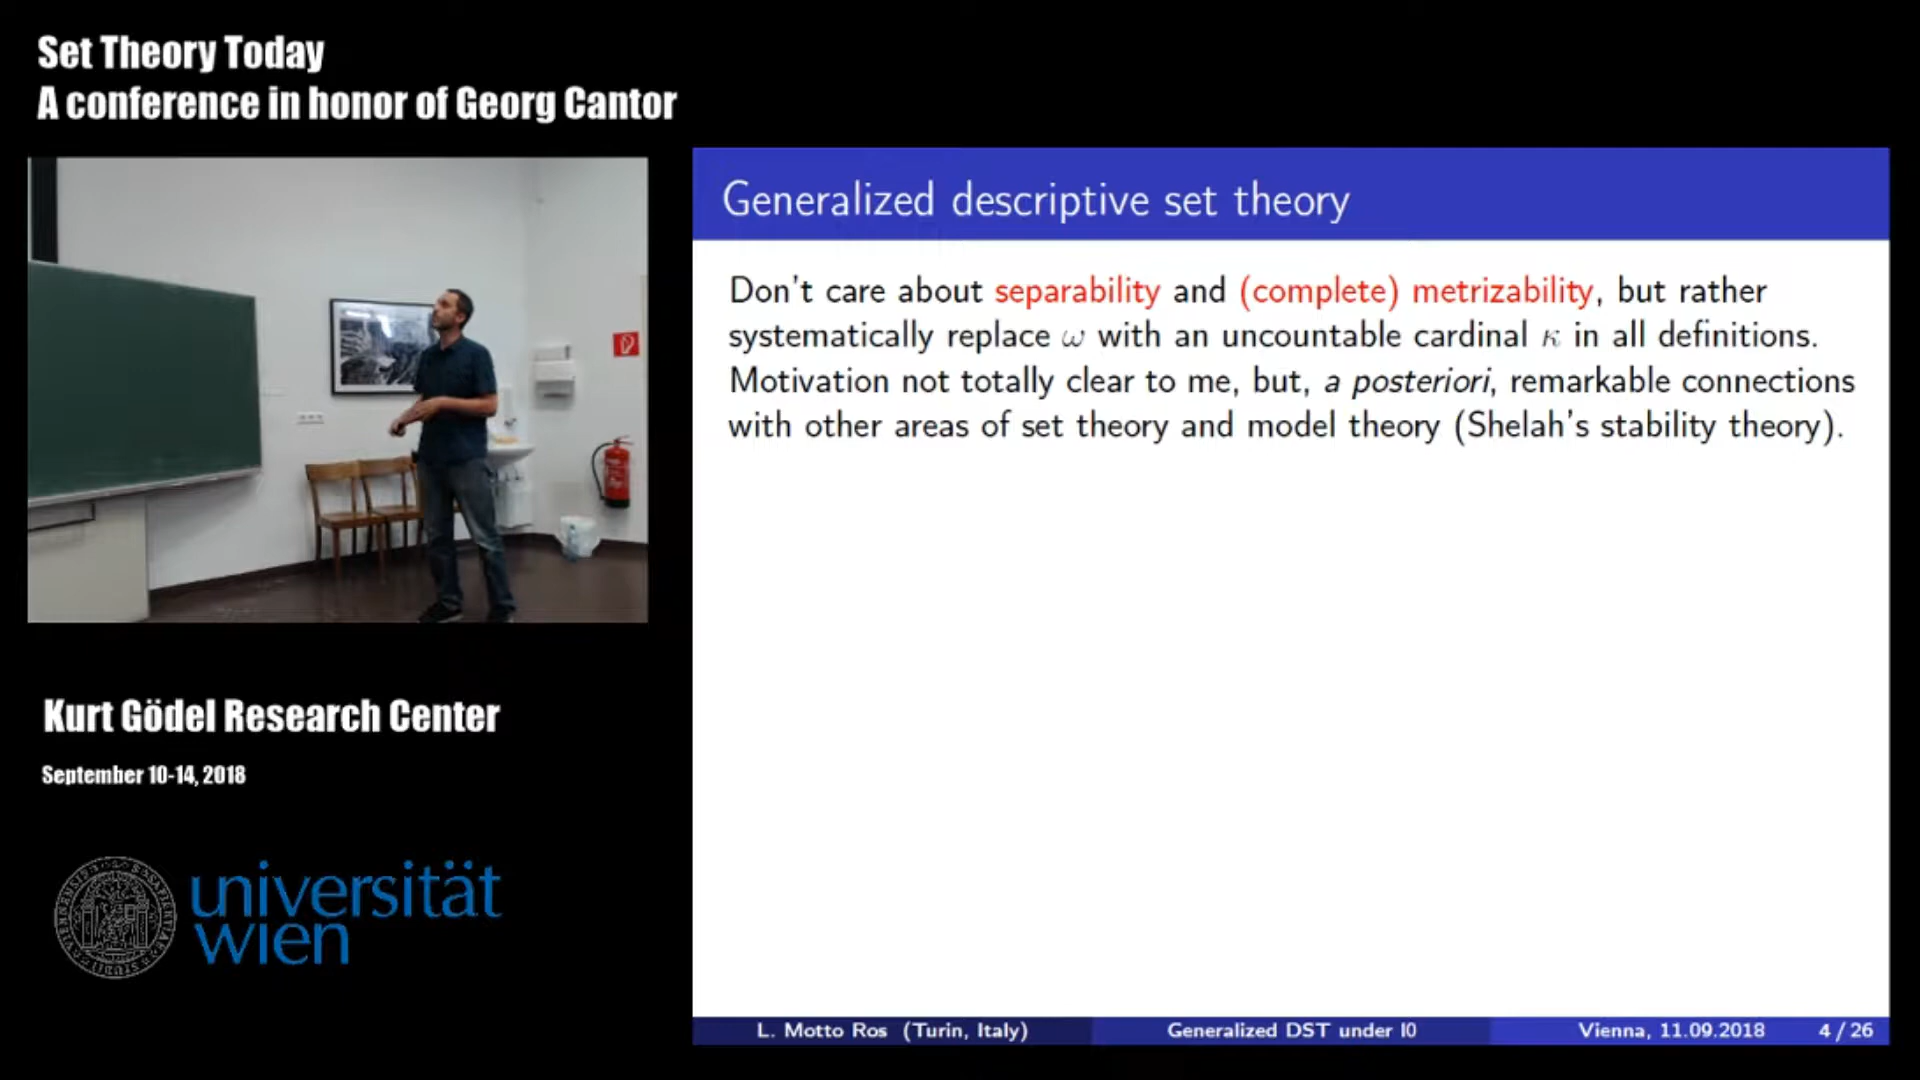 Set Theory Today
A conference in honor of Georg Cantor
Generalized descriptive set theory
Don't care about separability and (complete) metrizability, but rather
systematically replace ω with an uncountable cardinal κ in all definitions.
Motivation not totally clear to me, but, a posteriori, remarkable connections
with other areas of set theory and model theory (Shelah's stability theory).
Kurt Gödel Research Center
September 10-14, 2018
universität
wien
L. Motto Ros (Turin, Italy) Generalized DST under I0 Vienna, 11.09.2018 4 / 26